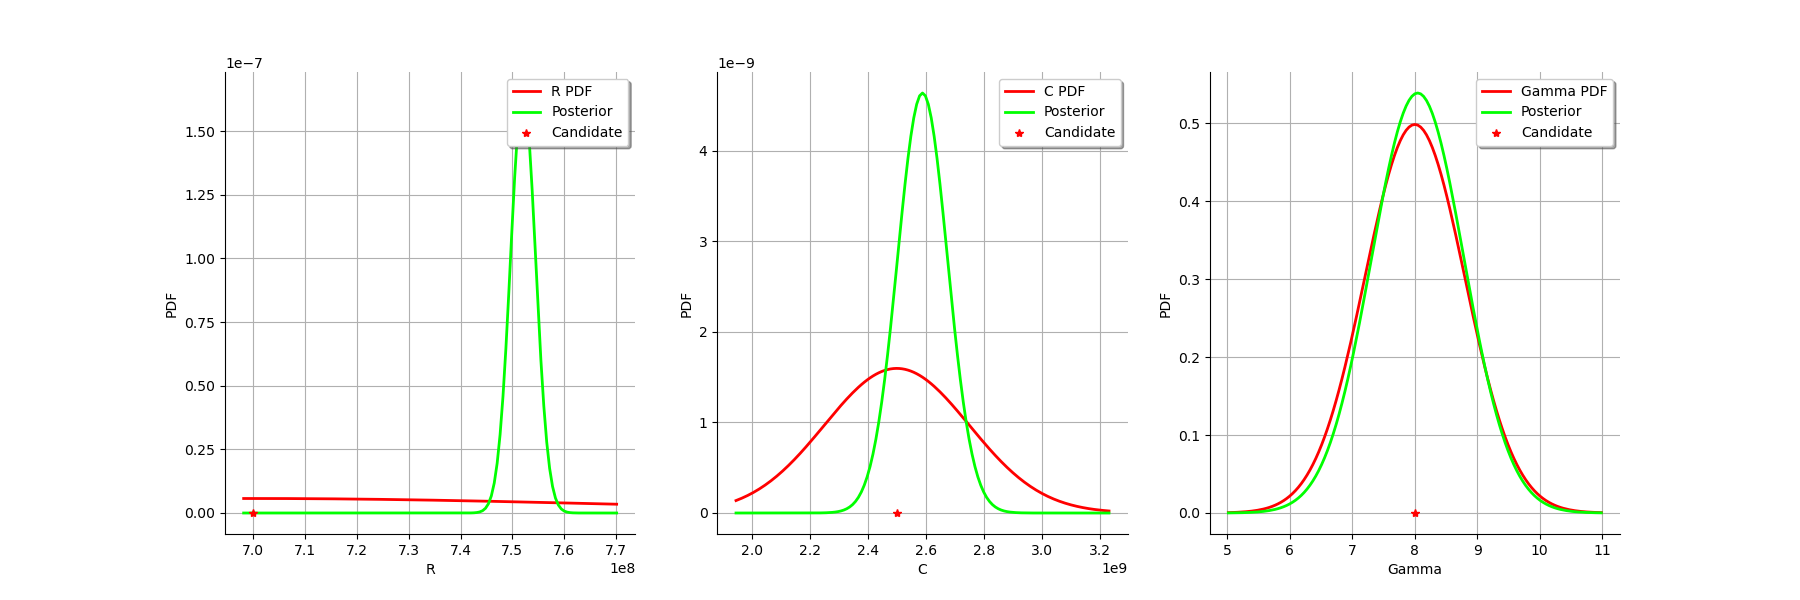 1e−7
R PDF
Posterior
Candidate
PDF
1.50
1.25
1.00
0.75
0.50
0.25
0.00
7.0 7.1 7.2 7.3 7.4 7.5 7.6 7.7
R
1e8
1e−9
C PDF
Posterior
Candidate
PDF
4
3
2
1
0
2.0 2.2 2.4 2.6 2.8 3.0 3.2
C
1e9
Gamma PDF
Posterior
Candidate
PDF
0.5
0.4
0.3
0.2
0.1
0.0
5 6 7 8 9 10 11
Gamma